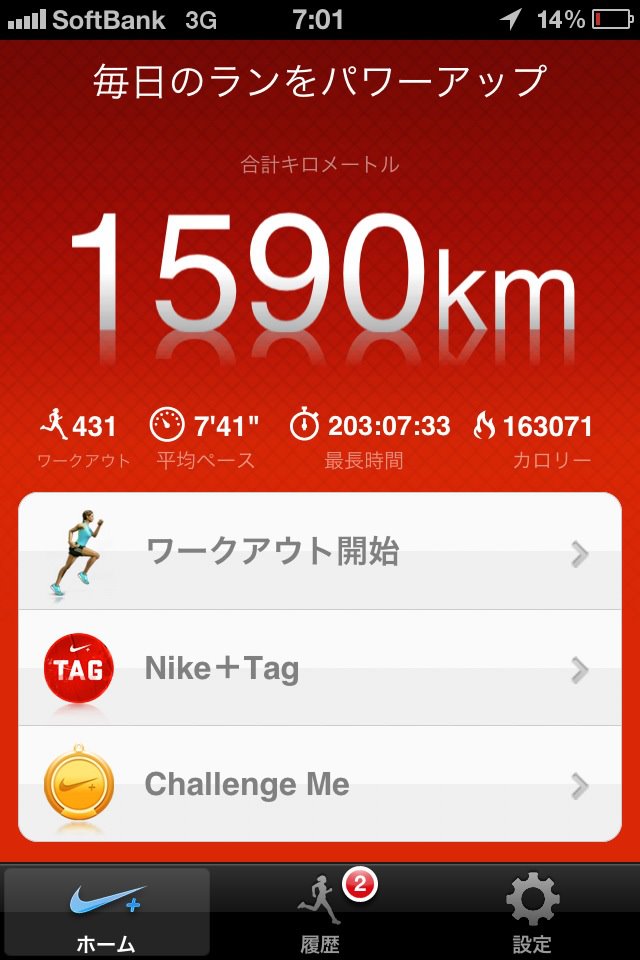 SoftBank 3G 7:01 14%
毎日のランをパワーアップ
合計キロメートル
1590km
431 7'41" 203:07:33 163071
ワークアウト 平均ペース 最長時間 カロリー
ワークアウト開始
TAG Nike+Tag
Challenge Me
2
ホーム 履歴 設定